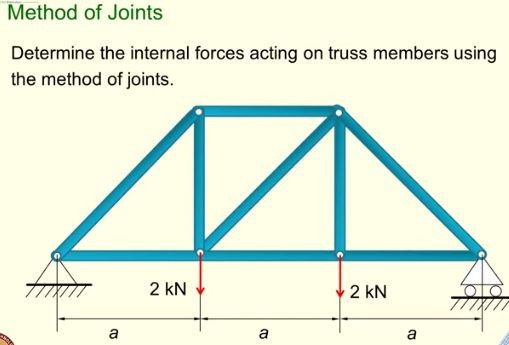 Method of Joints
Determine the internal forces acting on truss members using
the method of joints.
2 kN
2 kN
a
a
a